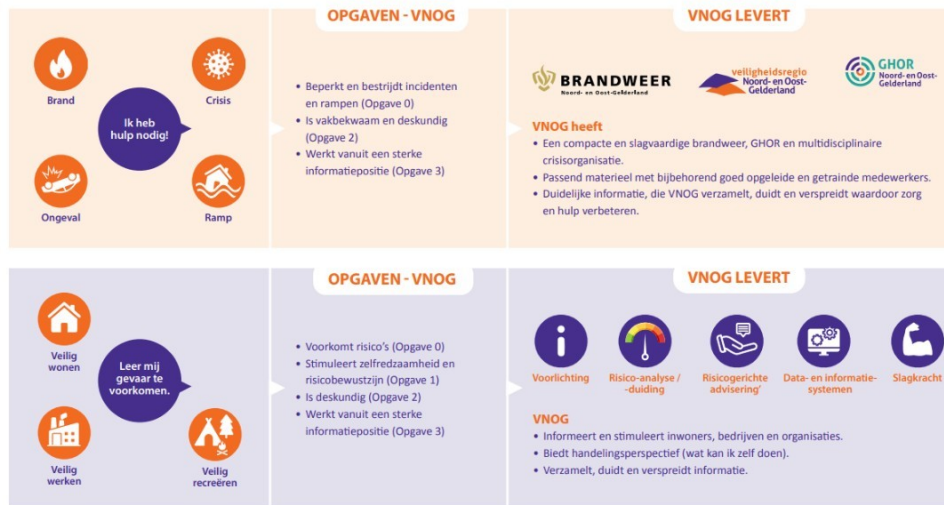 OPGAVEN - VNOG
VNOG LEVERT
Brand
Crisis
Ik heb
hulp nodig!
My
Ongeval
Ramp
• Beperkt en bestrijdt incidenten
en rampen (Opgave 0)
• Is vakbekwaam en deskundig
(Opgave 2)
• Werkt vanuit een sterke
informatiepositie (Opgave 3)
BRANDWEER
Noord- en Oost-Gelderland
veiligheidsregio
Noord- en Oost-
Gelderland
GHOR
Noord- en Oost-
Gelderland
VNOG heeft
• Een compacte en slagvaardige brandweer, GHOR en multidisciplinaire
crisisorganisatie.
• Passend materieel met bijbehorend goed opgeleide en getrainde medewerkers.
• Duidelijke informatie, die VNOG verzamelt, duidt en verspreidt waardoor zorg
en hulp verbeteren.
OPGAVEN - VNOG
VNOG LEVERT
Veilig
wonen
Leer mij
gevaar te
voorkomen.
Veilig
werken
Veilig
recreëren
• Voorkomt risico's (Opgave 0)
• Stimuleert zelfredzaamheid en
risicobewustzijn (Opgave 1)
• Is deskundig (Opgave 2)
• Werkt vanuit een sterke
informatiepositie (Opgave 3)
Voorlichting
Risico-analyse /
-duiding
Risicogerichte
advisering'
Data- en informatie-
systemen
Slagkracht
VNOG
• Informeert en stimuleert inwoners, bedrijven en organisaties.
• Biedt handelingsperspectief (wat kan ik zelf doen).
• Verzamelt, duidt en verspreidt informatie.